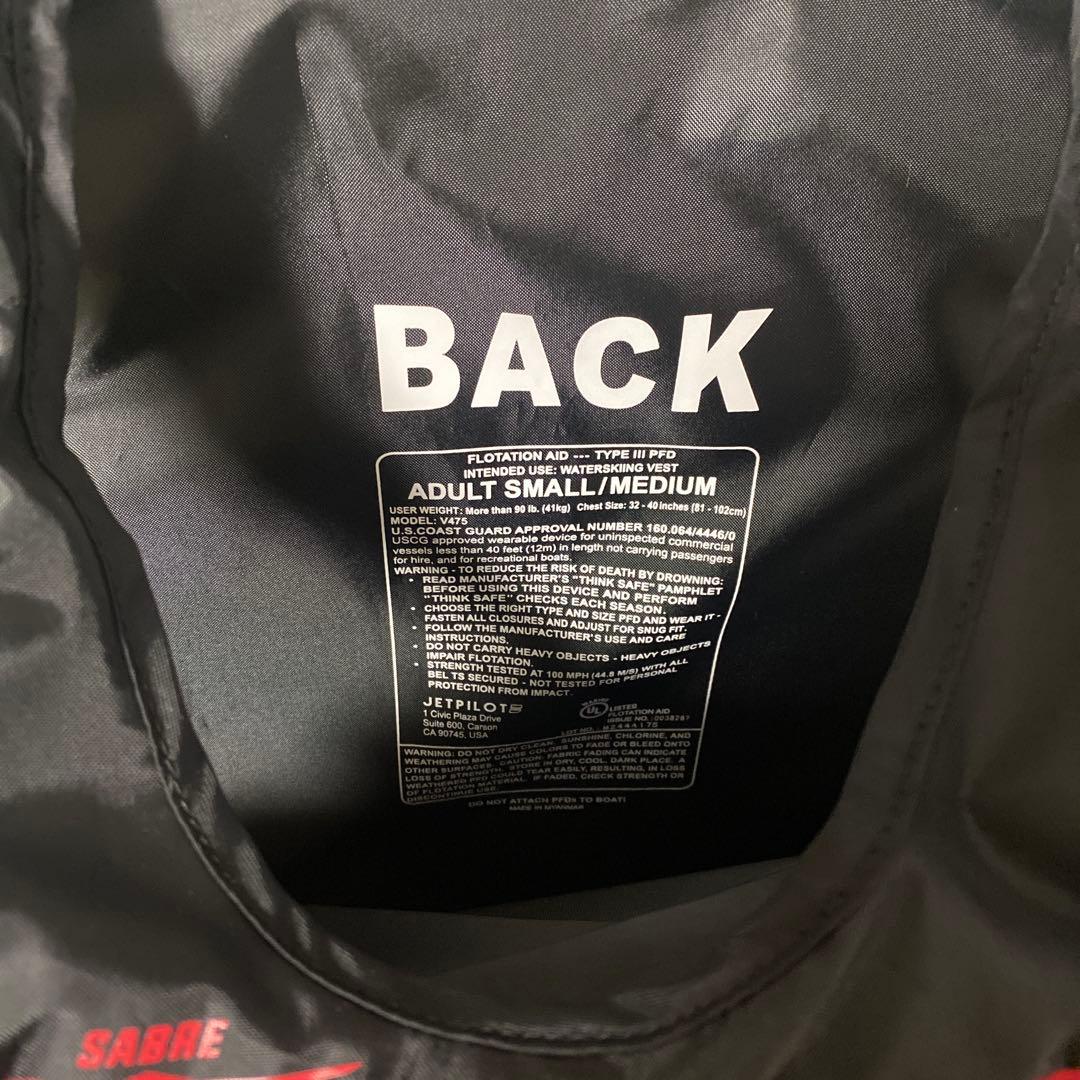 BACK
FLOTATION AID --- TYPE III PFD
INTENDED USE: WATERSKIING VEST
ADULT SMALL/MEDIUM
USER WEIGHT: More than 90 lb. (41kg) Chest Size: 32 - 40 inches (81 - 102cm)
MODEL: V475
U.S.COAST GUARD APPROVAL NUMBER 160.064/4446/0
USCG approved wearable device for uninspected commercial
vessels less than 40 feet (12m) in length not carrying passengers
for hire, and for recreational boats.
WARNING - TO REDUCE THE RISK OF DEATH BY DROWNING:
• READ MANUFACTURER'S "THINK SAFE" PAMPHLET
BEFORE USING THIS DEVICE AND PERFORM
"THINK SAFE" CHECKS EACH SEASON.
• CHOOSE THE RIGHT TYPE AND SIZE PFD AND WEAR IT -
FASTEN ALL CLOSURES AND ADJUST FOR SNUG FIT.
• FOLLOW THE MANUFACTURER'S USE AND CARE
INSTRUCTIONS.
• DO NOT CARRY HEAVY OBJECTS - HEAVY OBJECTS
IMPAIR FLOTATION.
• STRENGTH TESTED AT 100 MPH (44.8 M/S) WITH ALL
BEL TS SECURED - NOT TESTED FOR PERSONAL
PROTECTION FROM IMPACT.
JETPILOT
1 Civic Plaza Drive
Suite 600, Carson
CA 90745, USA
MARINE
UL LISTED
FLOTATION AID
ISSUE NO.:0038287
LOT NO.:
WARNING: DO NOT DRY CLEAN. SUNSHINE, CHLORINE, AND
WEATHERING MAY CAUSE COLORS TO FADE OR BLEED ONTO
OTHER SURFACES. CAUTION: FABRIC FADING CAN INDICATE
LOSS OF STRENGTH. STORE IN DRY, COOL, DARK PLACE. A
WEATHERED PFD COULD TEAR EASILY, RESULTING, IN LOSS
OF FLOTATION MATERIAL. IF FADED, CHECK STRENGTH OR
DISCONTINUE USE.
DO NOT ATTACH PFDs TO BOAT!
MADE IN MYANMAR
SABRE